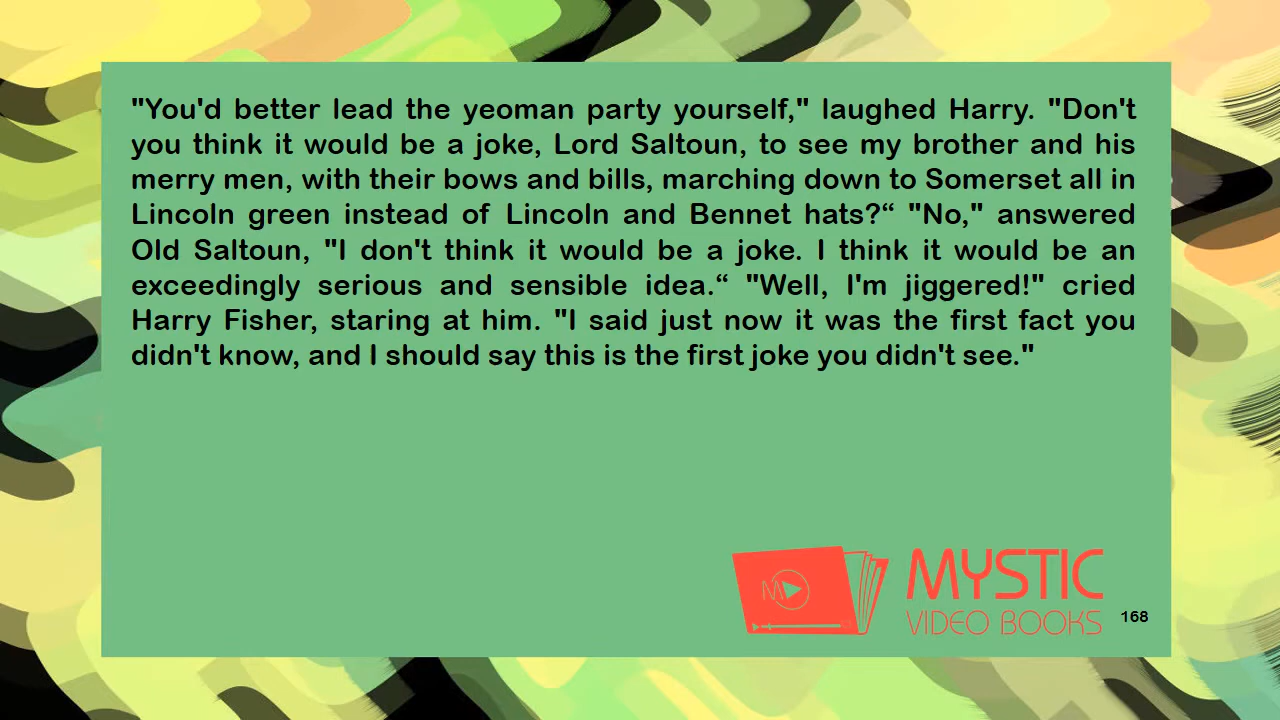 "You'd better lead the yeoman party yourself," laughed Harry. "Don't
you think it would be a joke, Lord Saltoun, to see my brother and his
merry men, with their bows and bills, marching down to Somerset all in
Lincoln green instead of Lincoln and Bennet hats?“ "No," answered
Old Saltoun, "I don't think it would be a joke. I think it would be an
exceedingly serious and sensible idea.“ "Well, I'm jiggered!" cried
Harry Fisher, staring at him. "I said just now it was the first fact you
didn't know, and I should say this is the first joke you didn't see."
M
MYSTIC
VIDEO BOOKS
168